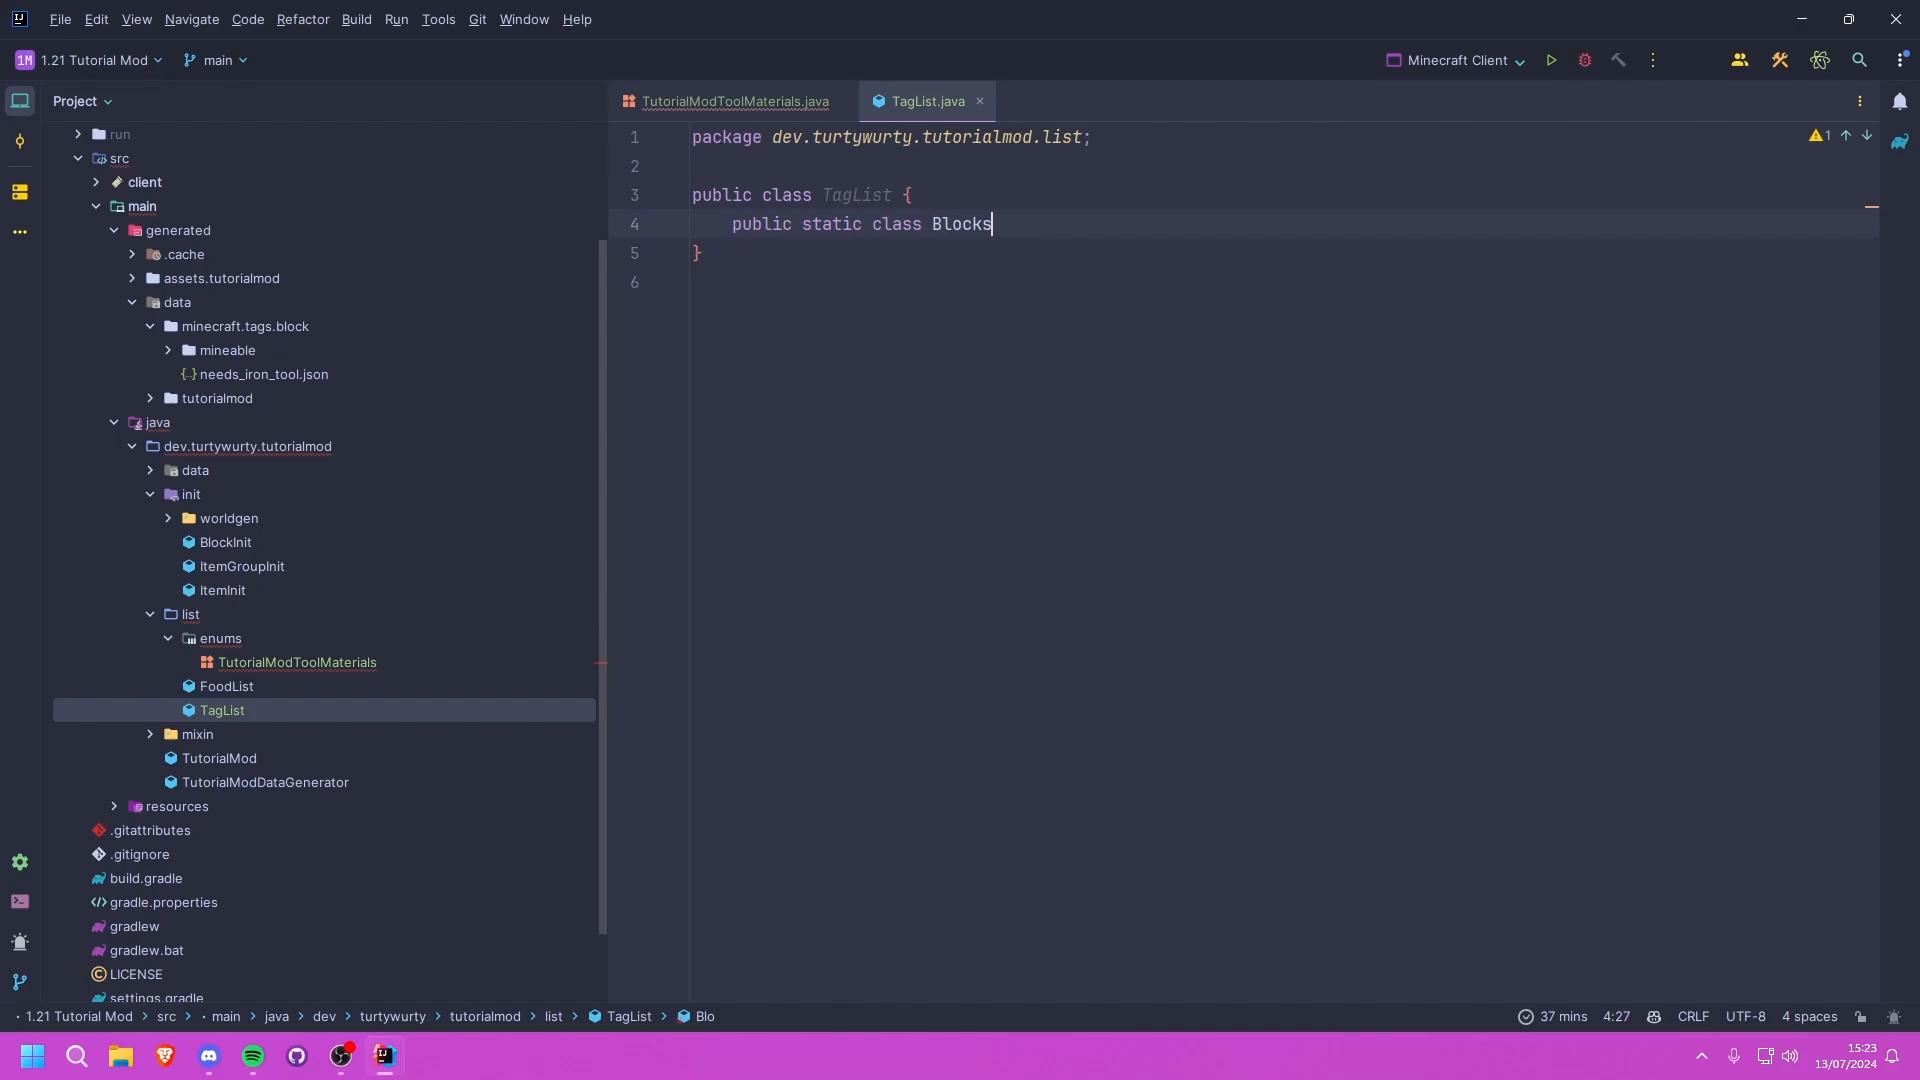 File Edit View Navigate Code Refactor Build Run Tools Git Window Help
1M 1.21 Tutorial Mod main Minecraft Client
Project TutorialModToolMaterials.java TagList.java
run
src
client
main
generated
.cache
assets.tutorialmod
data
minecraft.tags.block
mineable
needs_iron_tool.json
tutorialmod
java
dev.turtywurty.tutorialmod
data
init
worldgen
BlockInit
ItemGroupInit
ItemInit
list
enums
TutorialModToolMaterials
FoodList
TagList
mixin
TutorialMod
TutorialModDataGenerator
resources
.gitattributes
.gitignore
build.gradle
gradle.properties
gradlew
gradlew.bat
LICENSE
settings.gradle
1 package dev.turtywurty.tutorialmod.list; 1
2
3 public class TagList {
4 public static class Blocks
5 }
6
1.21 Tutorial Mod > src > main > java > dev > turtywurty > tutorialmod > list > TagList > Blo 37 mins 4:27 CRLF UTF-8 4 spaces
15:23
13/07/2024